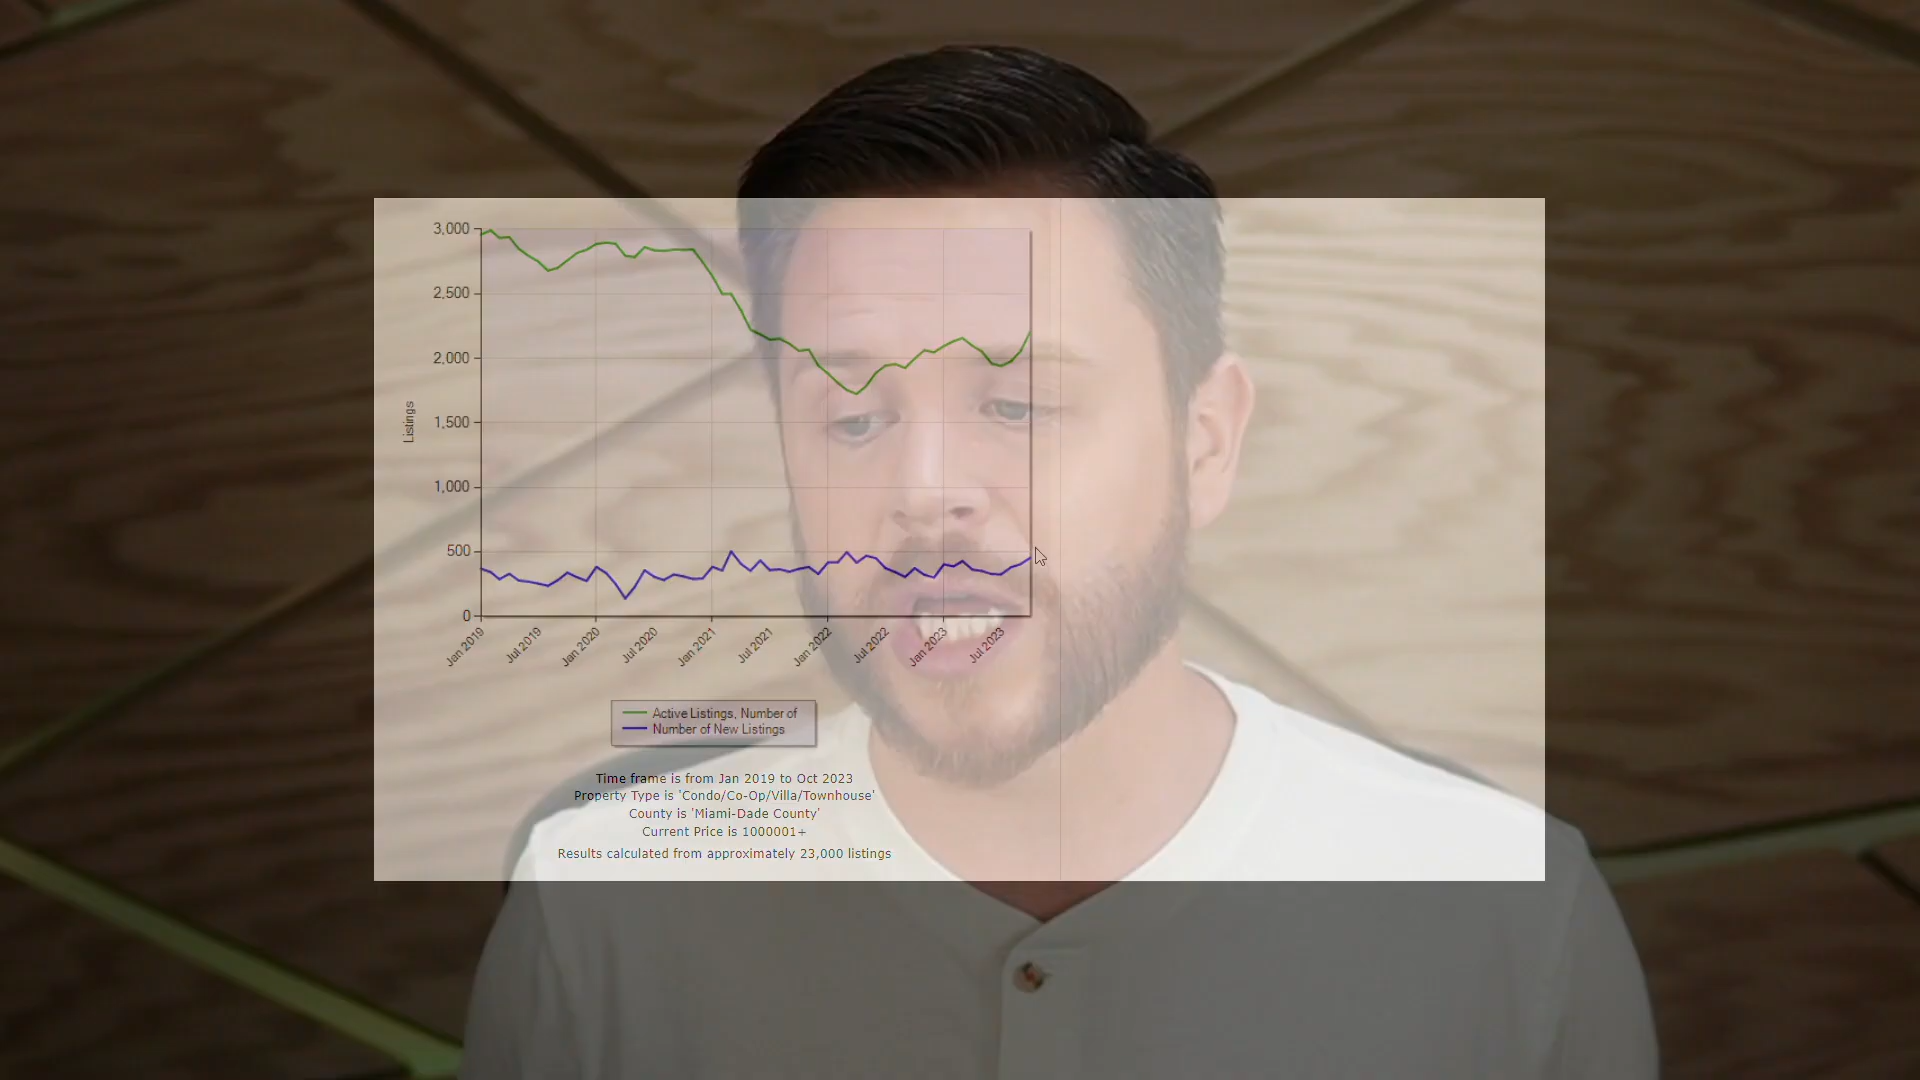 3,000
2,500
2,000
1,500
1,000
500
0
Listings
Jan 2019
Jul 2019
Jan 2020
Jul 2020
Jan 2021
Jul 2021
Jan 2022
Jul 2022
Jan 2023
Jul 2023
Active Listings, Number of
Number of New Listings
Time frame is from Jan 2019 to Oct 2023
Property Type is 'Condo/Co-Op/Villa/Townhouse'
County is 'Miami-Dade County'
Current Price is 1000001+
Results calculated from approximately 23,000 listings